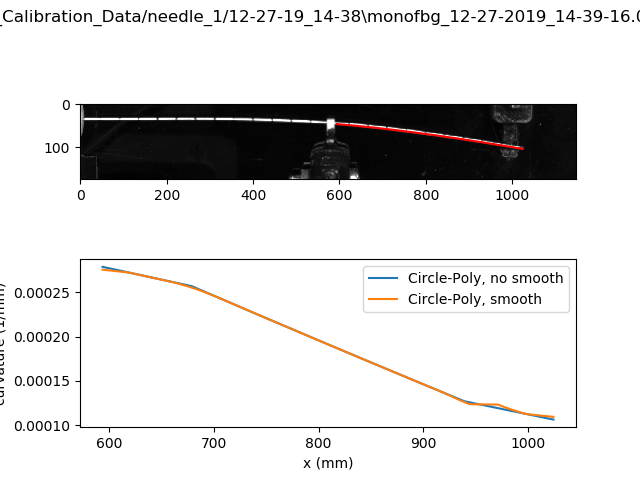 _Calibration_Data/needle_1/12-27-19_14-38\monofbg_12-27-2019_14-39-16.0
0
100
0 200 400 600 800 1000
Circle-Poly, no smooth
Circle-Poly, smooth
0.00025
0.00020
0.00015
0.00010
curvature (1/mm)
600 700 800 900 1000
x (mm)